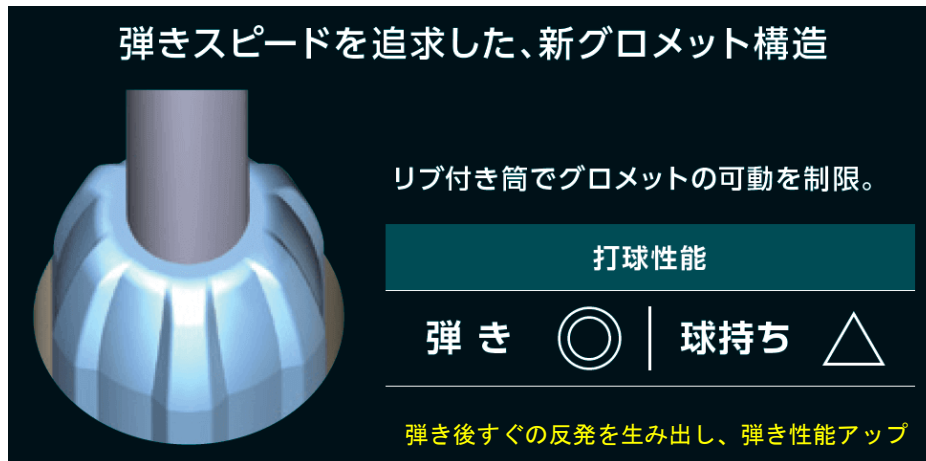 弾きスピードを追求した、新グロメット構造
リブ付き筒でグロメットの可動を制限。
打球性能
弾き ◎ | 球持ち △
弾き後すぐの反発を生み出し、弾き性能アップ